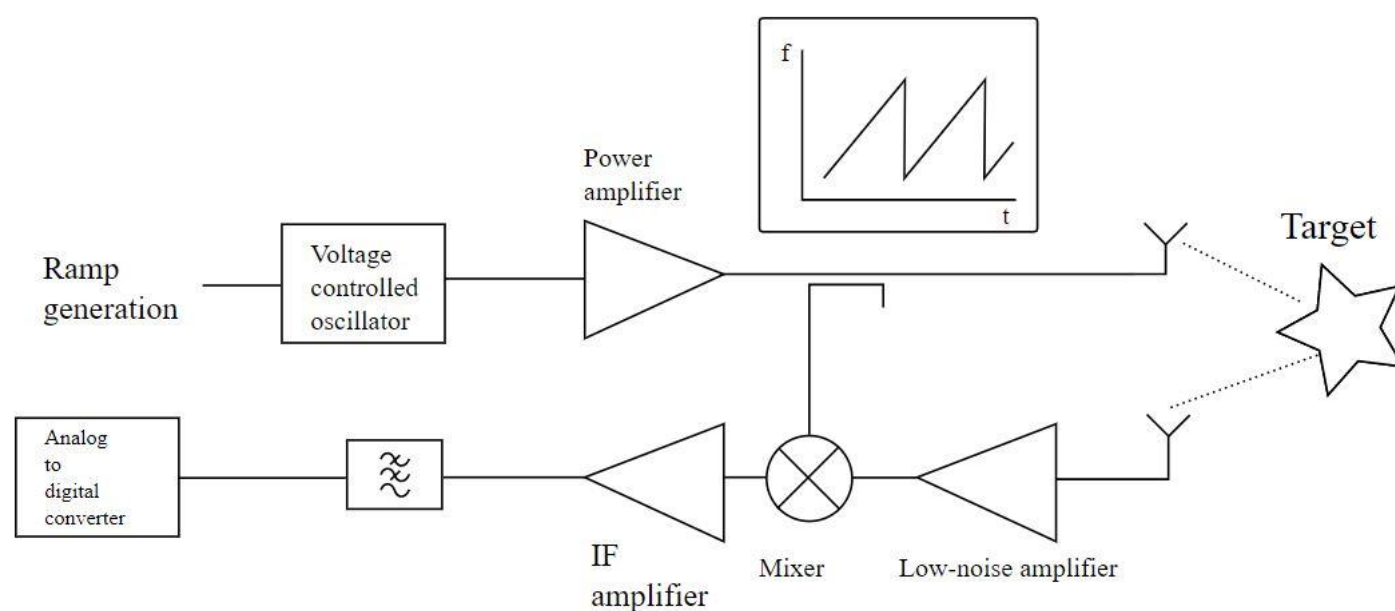 f
t
Power
amplifier
Target
Ramp
generation
Voltage
controlled
oscillator
Analog
to
digital
converter
IF
amplifier
Mixer
Low-noise amplifier